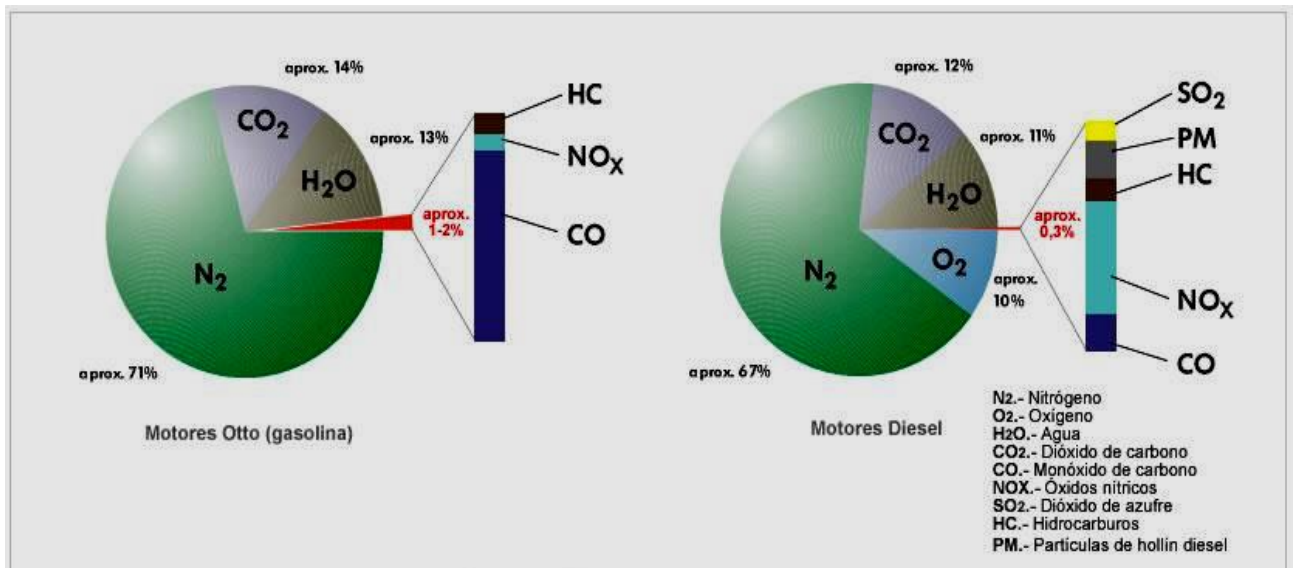 aprox. 14%
CO2
aprox. 13%
H2O
aprox.
1-2%
N2
aprox. 71%
HC
NOX
CO
Motores Otto (gasolina)
aprox. 12%
CO2
aprox. 11%
H2O
aprox.
0,3%
O2
aprox.
10%
N2
aprox. 67%
SO2
PM
HC
NOX
CO
Motores Diesel
N2.- Nitrógeno
O2.- Oxígeno
H2O.- Agua
CO2.- Dióxido de carbono
CO.- Monóxido de carbono
NOX.- Óxidos nítricos
SO2.- Dióxido de azufre
HC.- Hidrocarburos
PM.- Partículas de hollín diesel